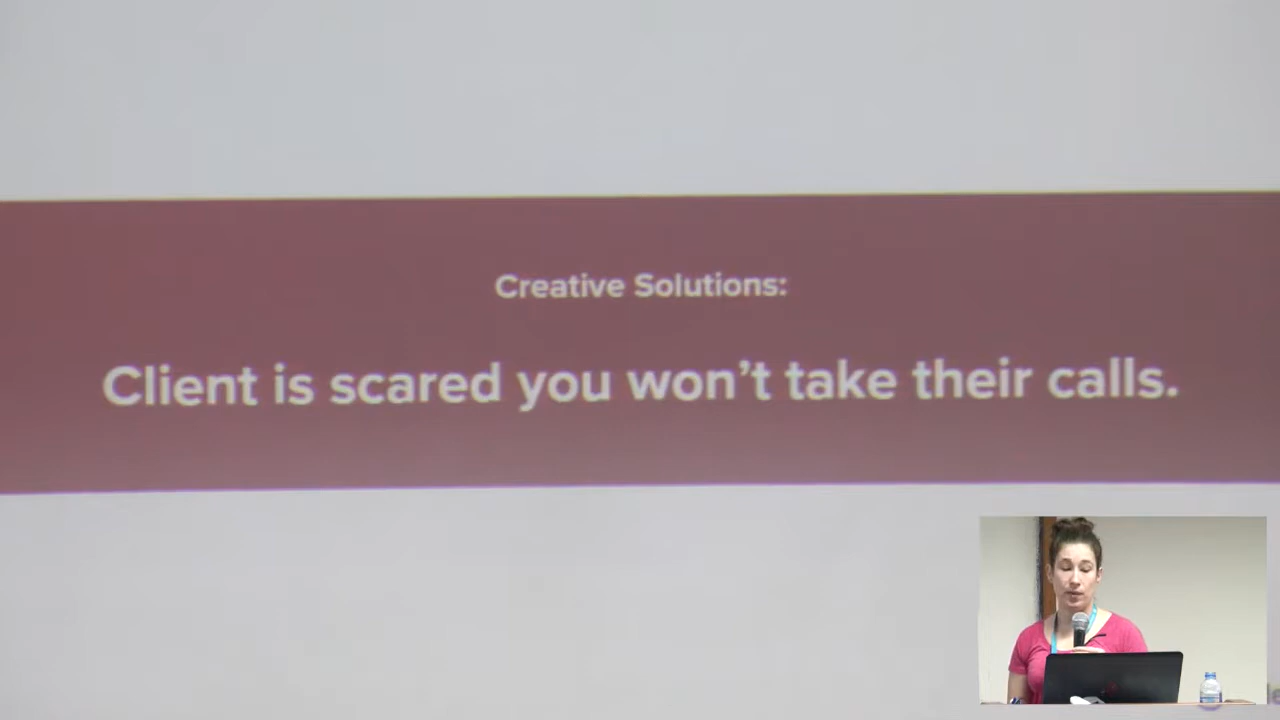 Creative Solutions:
Client is scared you won’t take their calls.